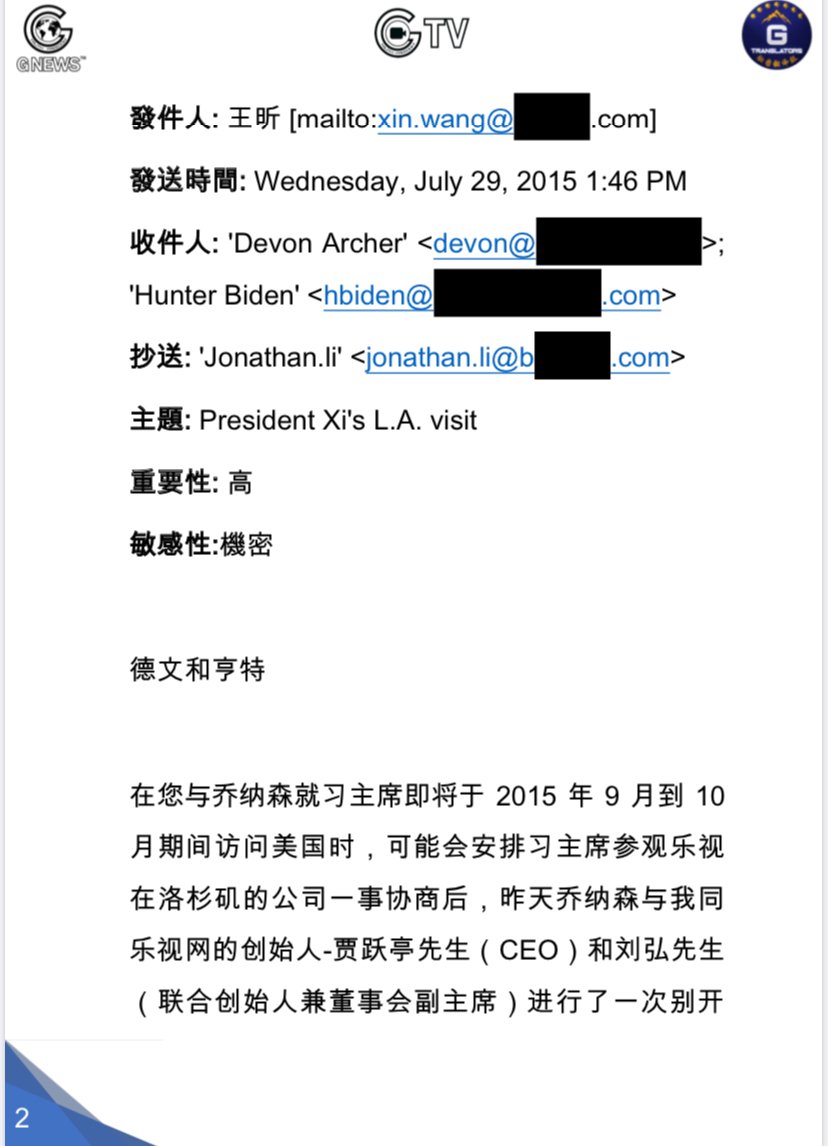 GNEWS™
GTV
G
TRANSLATORS
發件人: 王昕 [mailto:xin.wang@ .com]
發送時間: Wednesday, July 29, 2015 1:46 PM
收件人: 'Devon Archer' <devon@ >;
'Hunter Biden' <hbiden@ .com>
抄送: 'Jonathan.li' <jonathan.li@b .com>
主題: President Xi's L.A. visit
重要性: 高
敏感性:機密
德文和亨特
在您与乔纳森就习主席即将于 2015 年 9 月到 10
月期间访问美国时，可能会安排习主席参观乐视
在洛杉矶的公司一事协商后，昨天乔纳森与我同
乐视网的创始人-贾跃亭先生（CEO）和刘弘先生
（联合创始人兼董事会副主席）进行了一次别开
2